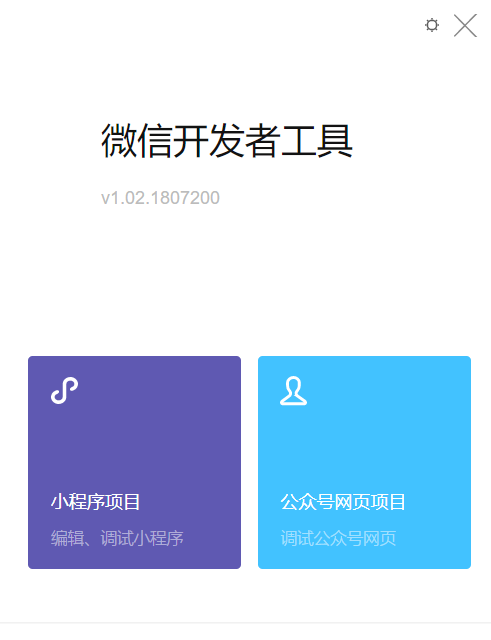 微信开发者工具
v1.02.1807200
小程序项目
编辑、调试小程序
公众号网页项目
调试公众号网页